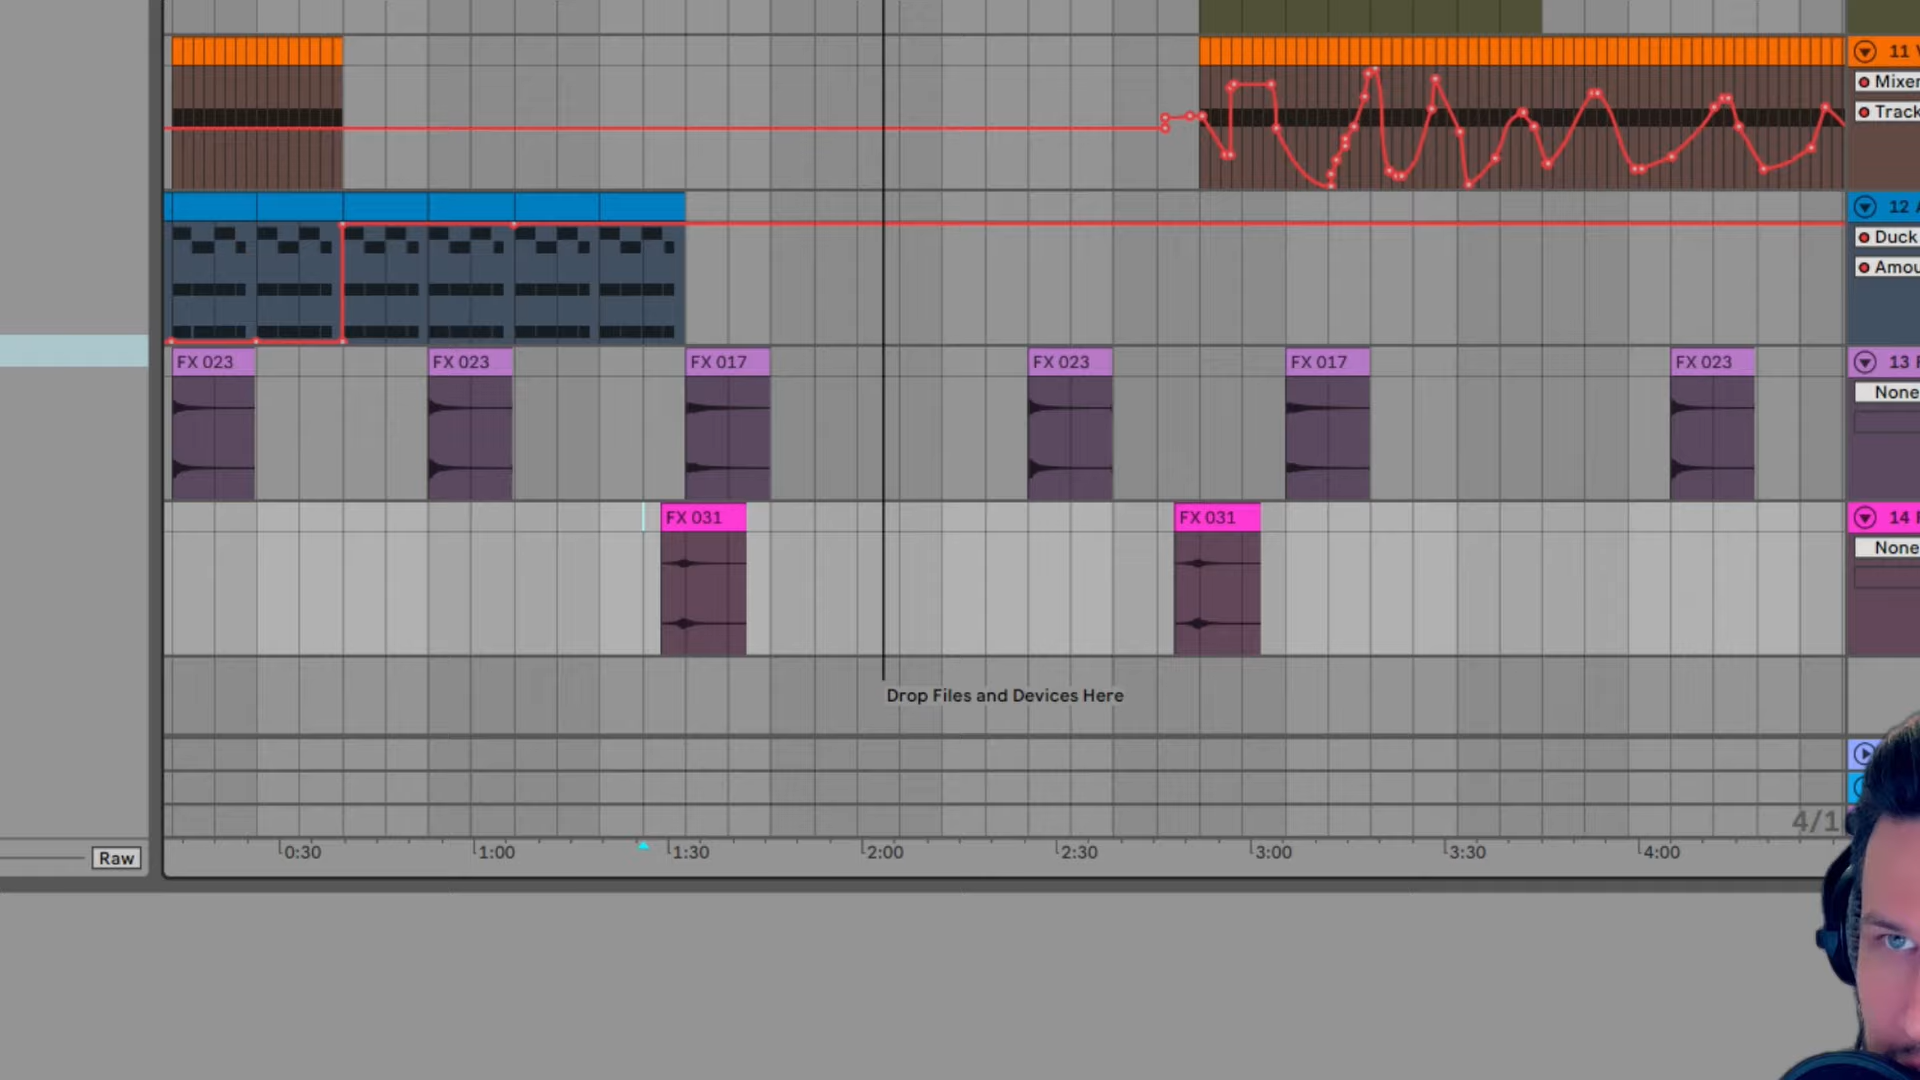 11
Mixer
Track
12
Duck
Amou
FX 023
FX 023
FX 017
FX 023
FX 017
FX 023
13
None
FX 031
FX 031
14
None
Drop Files and Devices Here
4/1
Raw
0:30
1:00
1:30
2:00
2:30
3:00
3:30
4:00